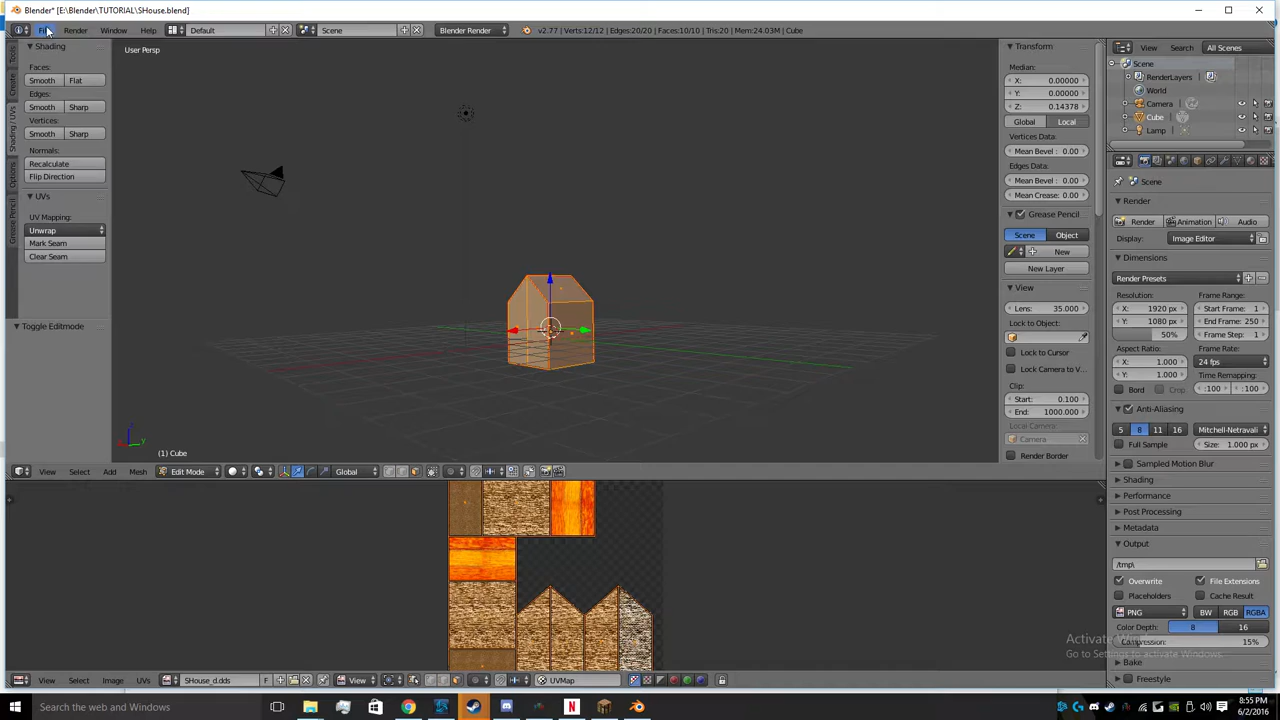 Blender* [E:\Blender\TUTORIAL\SHouse.blend]
File Render Window Help Default Scene Blender Render v2.77 | Verts:12/12 | Edges:20/20 | Faces:10/10 | Tris:20 | Mem:24.03M | Cube
Shading
Faces:
Smooth Flat
Edges:
Smooth Sharp
Vertices:
Smooth Sharp
Normals:
Recalculate
Flip Direction
UVs
UV Mapping:
Unwrap
Mark Seam
Clear Seam
Toggle Editmode
Tools
Create
Shading / UVs
Options
Grease Pencil
User Persp
(1) Cube
Transform
Median:
X: 0.00000
Y: 0.00000
Z: 0.14378
Global Local
Vertices Data:
Mean Bevel: 0.00
Edges Data:
Mean Bevel: 0.00
Mean Crease: 0.00
Grease Pencil
Scene Object
New
New Layer
View
Lens: 35.000
Lock to Object:
Lock to Cursor
Lock Camera to V...
Clip:
Start: 0.100
End: 1000.000
Local Camera:
Camera
Render Border
View Search All Scenes
Scene
RenderLayers
World
Camera
Cube
Lamp
Scene
Render
Render Animation Audio
Display: Image Editor
Dimensions
Render Presets
Resolution: Frame Range:
X: 1920 px Start Frame: 1
Y: 1080 px End Frame: 250
50% Frame Step: 1
Aspect Ratio: Frame Rate:
X: 1.000 24 fps
Y: 1.000 Time Remapping:
Bord Crop :100 :100
Anti-Aliasing
5 8 11 16 Mitchell-Netravali
Full Sample Size: 1.000 px
Sampled Motion Blur
Shading
Performance
Post Processing
Metadata
Output
/tmp\
Overwrite File Extensions
Placeholders Cache Result
PNG BW RGB RGBA
Color Depth: 8 16
Compression: 15%
Bake
Freestyle
Activate Windows
Go to Settings to activate Windows.
View Select Add Mesh Edit Mode Global
View Select Image UVs SHouse_d.dds F View UVMap
Search the web and Windows
8:55 PM
6/2/2016